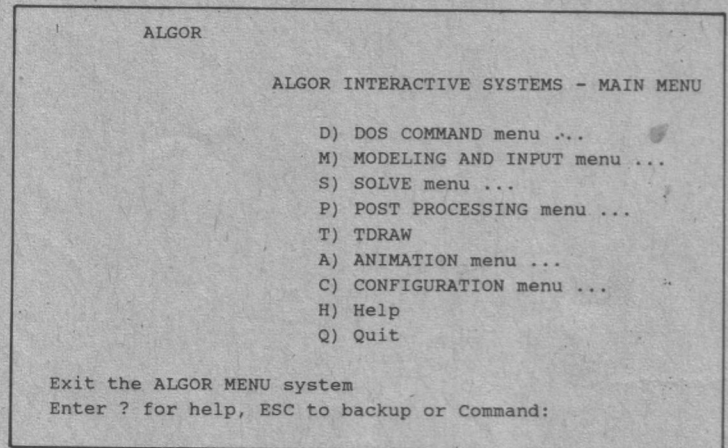 ALGOR
ALGOR INTERACTIVE SYSTEMS - MAIN MENU
D) DOS COMMAND menu ...
M) MODELING AND INPUT menu ...
S) SOLVE menu ...
P) POST PROCESSING menu ...
T) TDRAW
A) ANIMATION menu ...
C) CONFIGURATION menu ...
H) Help
Q) Quit
Exit the ALGOR MENU system
Enter ? for help, ESC to backup or Command: